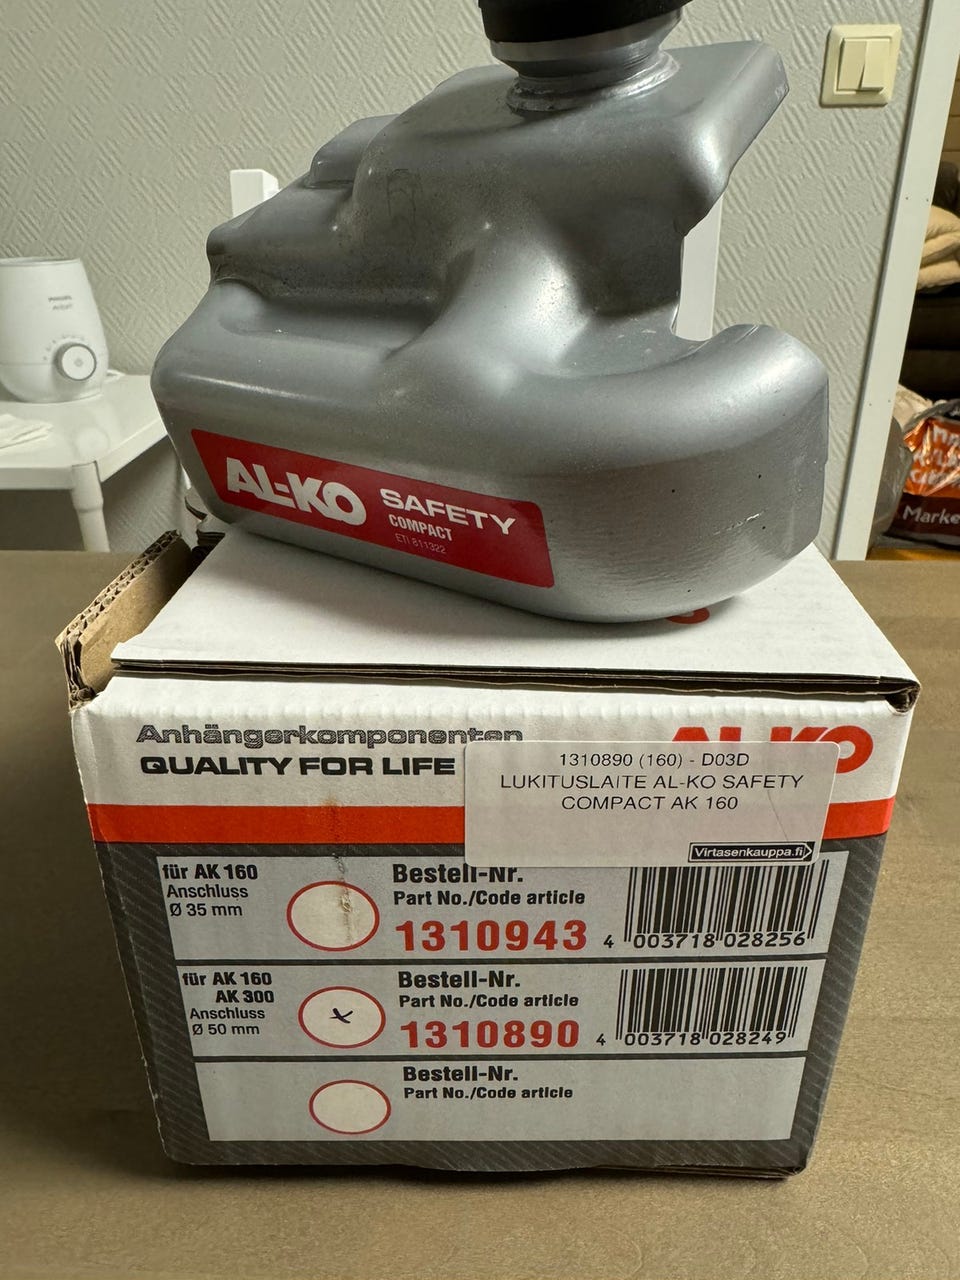 AL-KO SAFETY
COMPACT
ETI 811322
Anhängerkomponenten
QUALITY FOR LIFE
AL-KO
1310890 (160) - D03D
LUKITUSLAITE AL-KO SAFETY
COMPACT AK 160
Virtasenkauppa.fi
für AK 160
Anschluss
Ø 35 mm
Bestell-Nr.
Part No./Code article
1310943
4 003718 028256
für AK 160
AK 300
Anschluss
Ø 50 mm
x
Bestell-Nr.
Part No./Code article
1310890
4 003718 028249
Bestell-Nr.
Part No./Code article
PHILIPS
AVENT